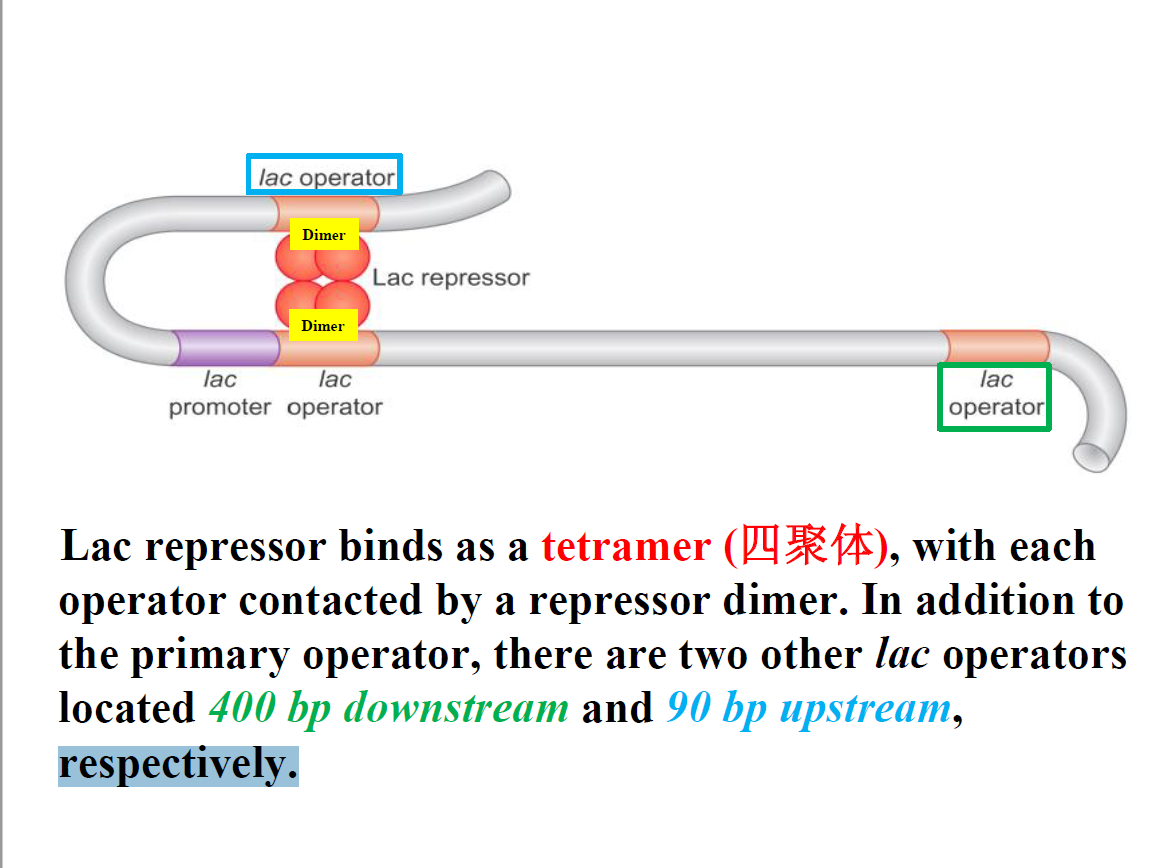 lac operator
Dimer
Lac repressor
Dimer
lac
promoter
lac
operator
lac
operator
Lac repressor binds as a tetramer (四聚体), with each
operator contacted by a repressor dimer. In addition to
the primary operator, there are two other lac operators
located 400 bp downstream and 90 bp upstream,
respectively.